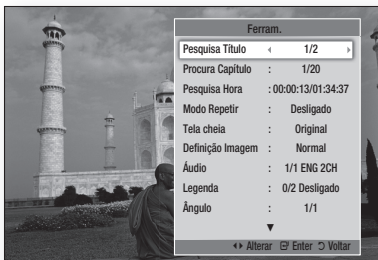 Ferram.
Pesquisa Título ◂ 1/2 ▸
Procura Capítulo : 1/20
Pesquisa Hora : 00:00:13/01:34:37
Modo Repetir : Desligado
Tela cheia : Original
Definição Imagem : Normal
Áudio : 1/1 ENG 2CH
Legenda : 0/2 Desligado
Ângulo : 1/1
▼
◂▸ Alterar Enter Voltar